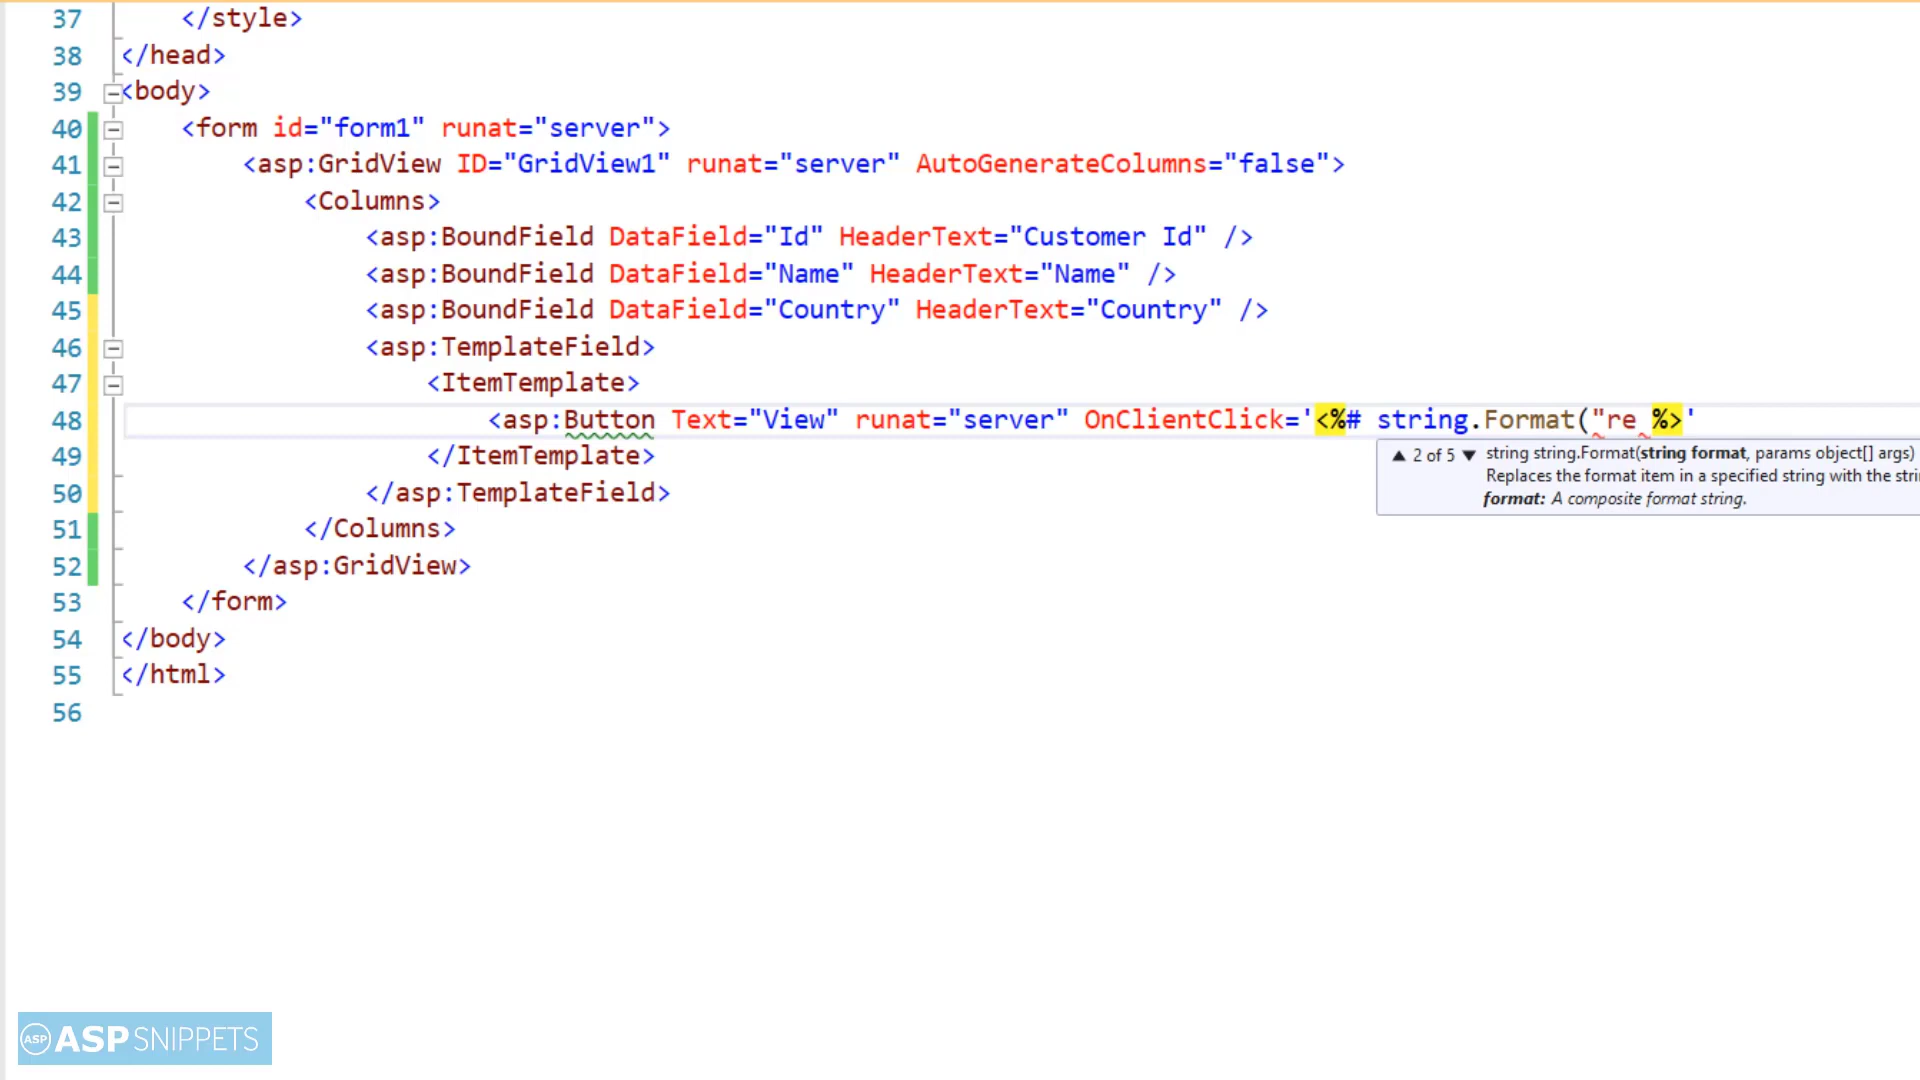 37 </style>
38 </head>
39 <body>
40 <form id="form1" runat="server">
41 <asp:GridView ID="GridView1" runat="server" AutoGenerateColumns="false">
42 <Columns>
43 <asp:BoundField DataField="Id" HeaderText="Customer Id" />
44 <asp:BoundField DataField="Name" HeaderText="Name" />
45 <asp:BoundField DataField="Country" HeaderText="Country" />
46 <asp:TemplateField>
47 <ItemTemplate>
48 <asp:Button Text="View" runat="server" OnClientClick='<%# string.Format("re %>'
49 </ItemTemplate>
▲ 2 of 5 ▼ string string.Format(string format, params object[] args)
Replaces the format item in a specified string with the stri
format: A composite format string.
50 </asp:TemplateField>
51 </Columns>
52 </asp:GridView>
53 </form>
54 </body>
55 </html>
56
ASP ASPSNIPPETS